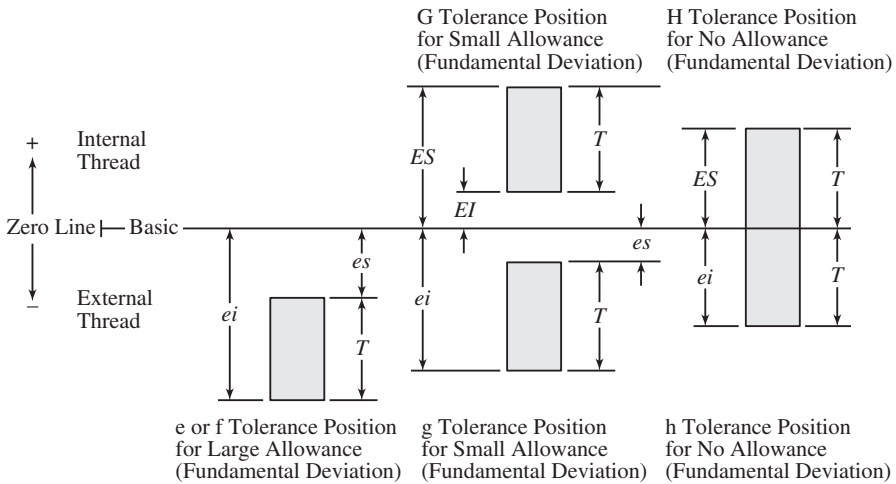 G Tolerance Position
for Small Allowance
(Fundamental Deviation)
H Tolerance Position
for No Allowance
(Fundamental Deviation)
+
Internal
Thread
ES
T
EI
ES
T
Zero Line
Basic
es
ei
T
ei
es
T
ei
T
−
External
Thread
e or f Tolerance Position
for Large Allowance
(Fundamental Deviation)
g Tolerance Position
for Small Allowance
(Fundamental Deviation)
h Tolerance Position
for No Allowance
(Fundamental Deviation)